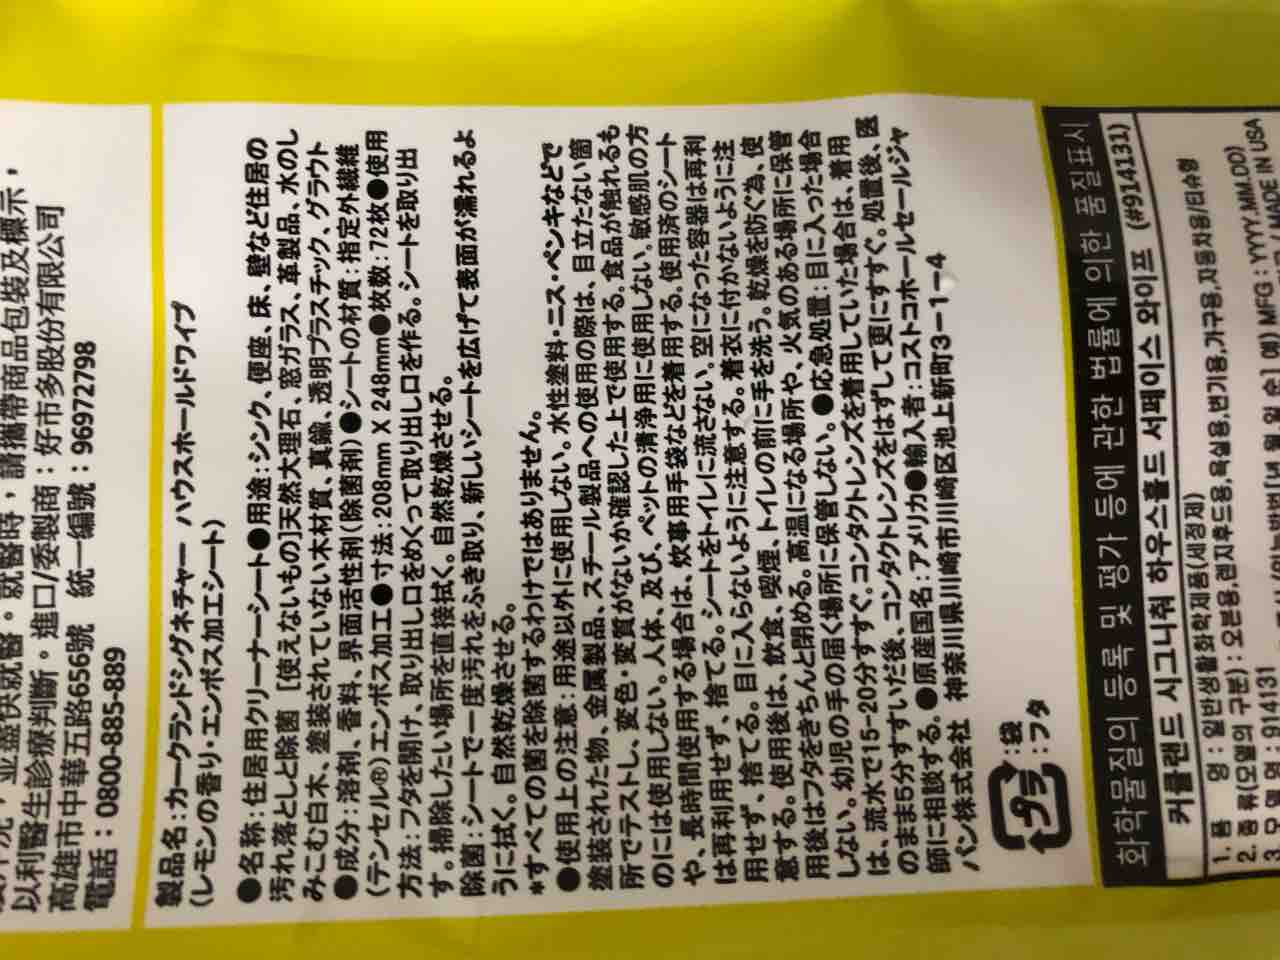 以利醫生診療判斷。進口/委製商：好市多股份有限公司
高雄市中華五路656號 統一編號：96972798
電話：0800-885-889
製品名：カークランドシグネチャー ハウスホールドワイプ
(レモンの香り・エンボス加工シート)
●名称：住居用クリーナーシート●用途：シンク、便座、床、壁など住居の
汚れ落としと除菌 [使えないもの]天然大理石、窓ガラス、革製品、水のし
みこむ白木、塗装されていない木材質、真鍮、透明プラスチック、グラウト
●成分：溶剤、香料、界面活性剤(除菌剤)●シートの材質：指定外繊維
(テンセル®)エンボス加工●寸法：208mm X 248mm●枚数：72枚●使用
方法：フタを開け、取り出し口をめくって取り出し口を作る。シートを取り出
す。掃除したい場所を直接拭く。自然乾燥させる。
除菌：シートで一度汚れをふき取り、新しいシートを広げて表面が濡れるよ
うに拭く。自然乾燥させる。
*すべての菌を除菌するわけではありません。
●使用上の注意：用途以外に使用しない。水性塗料・ニス・ペンキなどで
塗装された物、金属製品、スチール製品への使用の際は、目立たない箇
所でテストし、変色・変質がないか確認した上で使用する。食品が触れるも
のには使用しない。人体、及び、ペットの清浄用に使用しない。敏感肌の方
や、長時間使用する場合は、炊事用手袋などを着用する。使用済のシート
は再利用せず、捨てる。シートをトイレに流さない。空になった容器は再利
用せず、捨てる。目に入らないように注意する。着衣に付かないように注
意する。使用後は、飲食、喫煙、トイレの前に手を洗う。乾燥を防ぐ為、使
用後はフタをきちんと閉める。高温になる場所や、火気のある場所に保管
しない。幼児の手の届く場所に保管しない。●応急処置：目に入った場合
は、流水で15-20分すすぐ。コンタクトレンズを着用していた場合は、着用
のまま5分すすいだ後、コンタクトレンズをはずして更にすすぐ。処置後、医
師に相談する。●原産国名：アメリカ●輸入者：コストコホールセールジャ
パン株式会社 神奈川県川崎市川崎区池上新町3-1-4
プラ
：袋
：フタ
화학물질의 등록 및 평가 등에 관한 법률에 의한 품질표시
커클랜드 시그니춰 하우스홀드 서페이스 와이프 (#914131)
1. 품 명 : 일반생활화학제품(세정제)
2. 종 류(모델의 구분) : 오븐용,렌지후드용,욕실용,변기용,가구용,자동차용/티슈형
3. 모 델 명 : 914131
MFG : YYYY.MM.DD)
MADE IN USA